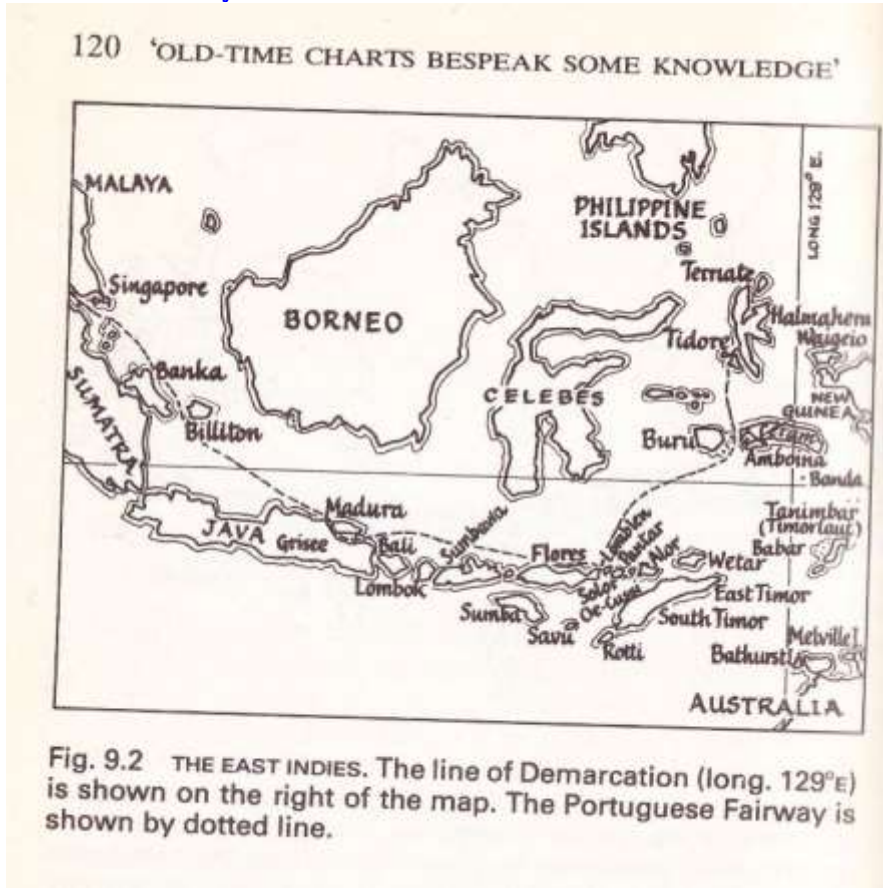 120 'OLD-TIME CHARTS BESPEAK SOME KNOWLEDGE'
MALAYA
LONG 129° E.
PHILIPPINE
ISLANDS
Ternate
Singapore
BORNEO
Halmahera
Tidore
Waigeio
Banka
SUMATRA
CELEBES
NEW
GUINEA
Billiton
Buru
Ceram
Amboina
Banda
Madura
Sumbawa
Tanimbar
(Timorlaut)
JAVA
Grisee
Bali
Flores
Lomblen
Pantar
Alor
Babar
Wetar
Lombok
Solor
Oe-Cussi
East Timor
Sumba
South Timor
Savu
Rotti
Melville I
Bathurst I
AUSTRALIA
Fig. 9.2 THE EAST INDIES. The line of Demarcation (long. 129°E)
is shown on the right of the map. The Portuguese Fairway is
shown by dotted line.